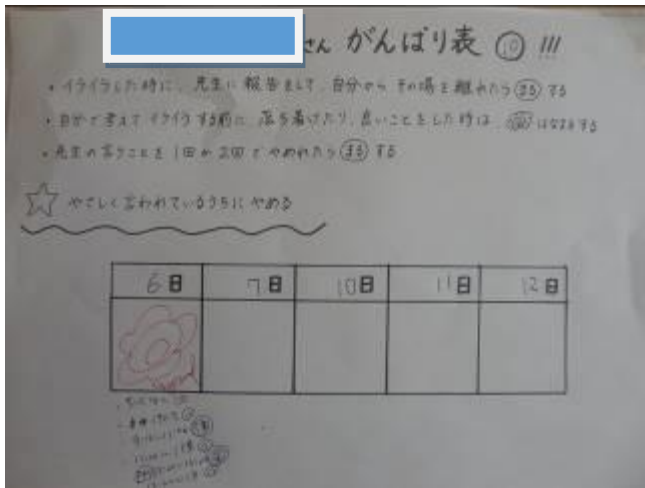 さん がんばり表 ⑩ !!!
・イライラした時に、先生に報告をして、自分から その場を離れたら まる する
・自分で考えて イライラする前に、落ち着けたり、良いことをした時は、はなまるする
・先生の言うことを 1回か2回で やめれたら まる する
☆ やさしく言われているうちに やめる
6日 7日 10日 11日 12日